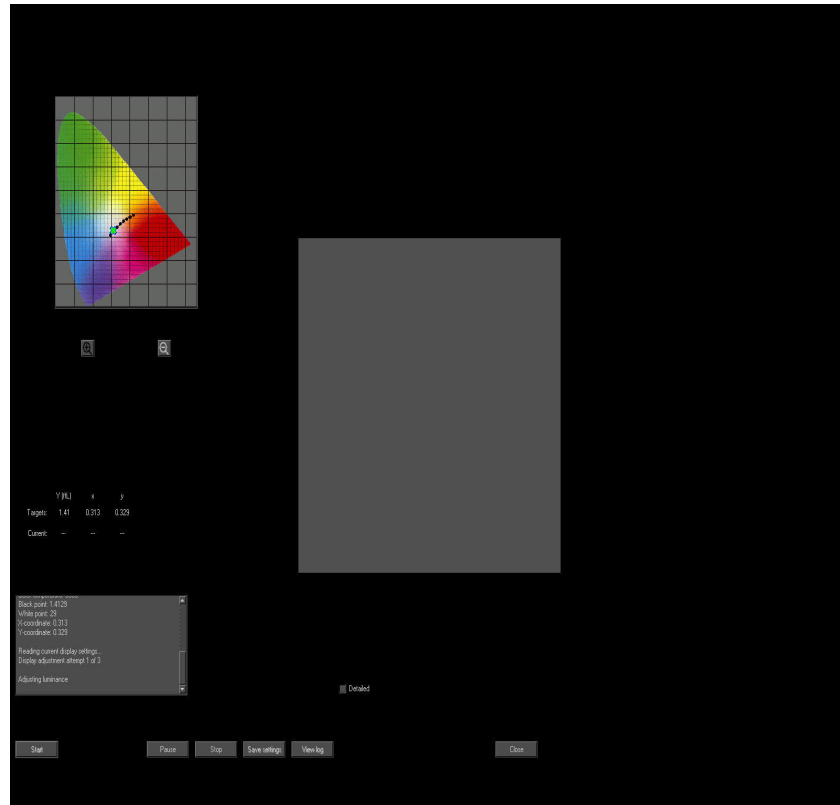 Y (ftL) x y
Targets: 1.41 0.313 0.329
Current: --- --- ---
Black point: 1.4129
White point: 29
X-coordinate: 0.313
Y-coordinate: 0.329
Reading current display settings...
Display adjustment attempt 1 of 3
Adjusting luminance
Detailed
Start Pause Stop Save settings View log Close